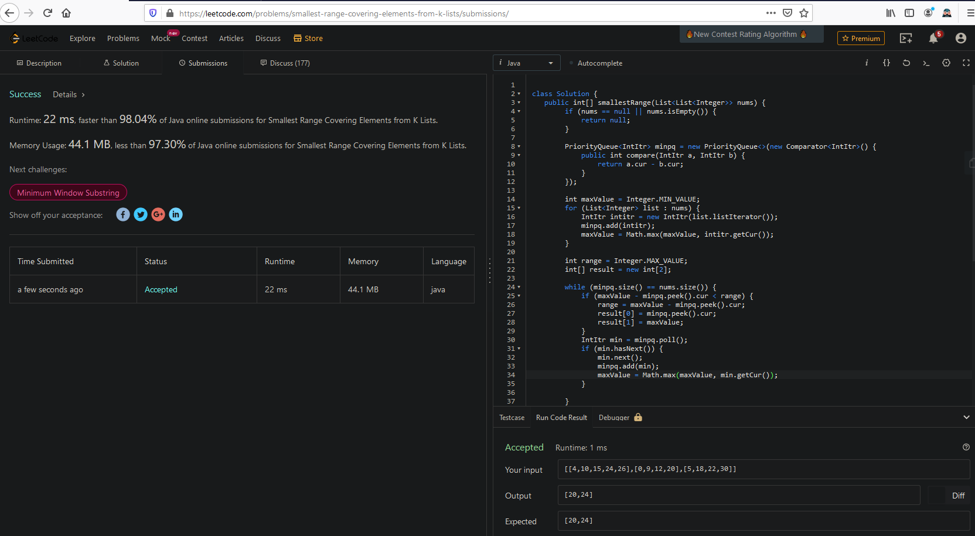 https://leetcode.com/problems/smallest-range-covering-elements-from-k-lists/submissions/
LeetCode Explore Problems Mock new Contest Articles Discuss Store
New Contest Rating Algorithm
Premium
5
Description Solution Submissions Discuss (177)
Success Details >
Runtime: 22 ms, faster than 98.04% of Java online submissions for Smallest Range Covering Elements from K Lists.
Memory Usage: 44.1 MB, less than 97.30% of Java online submissions for Smallest Range Covering Elements from K Lists.
Next challenges:
Minimum Window Substring
Show off your acceptance:
Time Submitted Status Runtime Memory Language
a few seconds ago Accepted 22 ms 44.1 MB java
i Java Autocomplete
1
2 class Solution {
3 public int[] smallestRange(List<List<Integer>> nums) {
4 if (nums == null || nums.isEmpty()) {
5 return null;
6 }
7
8 PriorityQueue<IntItr> minpq = new PriorityQueue<>(new Comparator<IntItr>() {
9 public int compare(IntItr a, IntItr b) {
10 return a.cur - b.cur;
11 }
12 });
13
14 int maxValue = Integer.MIN_VALUE;
15 for (List<Integer> list : nums) {
16 IntItr intitr = new IntItr(list.listIterator());
17 minpq.add(intitr);
18 maxValue = Math.max(maxValue, intitr.getCur());
19 }
20
21 int range = Integer.MAX_VALUE;
22 int[] result = new int[2];
23
24 while (minpq.size() == nums.size()) {
25 if (maxValue - minpq.peek().cur < range) {
26 range = maxValue - minpq.peek().cur;
27 result[0] = minpq.peek().cur;
28 result[1] = maxValue;
29 }
30 IntItr min = minpq.poll();
31 if (min.hasNext()) {
32 min.next();
33 minpq.add(min);
34 maxValue = Math.max(maxValue, min.getCur());
35 }
36
37 }
Testcase Run Code Result Debugger
Accepted Runtime: 1 ms
Your input [[4,10,15,24,26],[0,9,12,20],[5,18,22,30]]
Output [20,24] Diff
Expected [20,24]